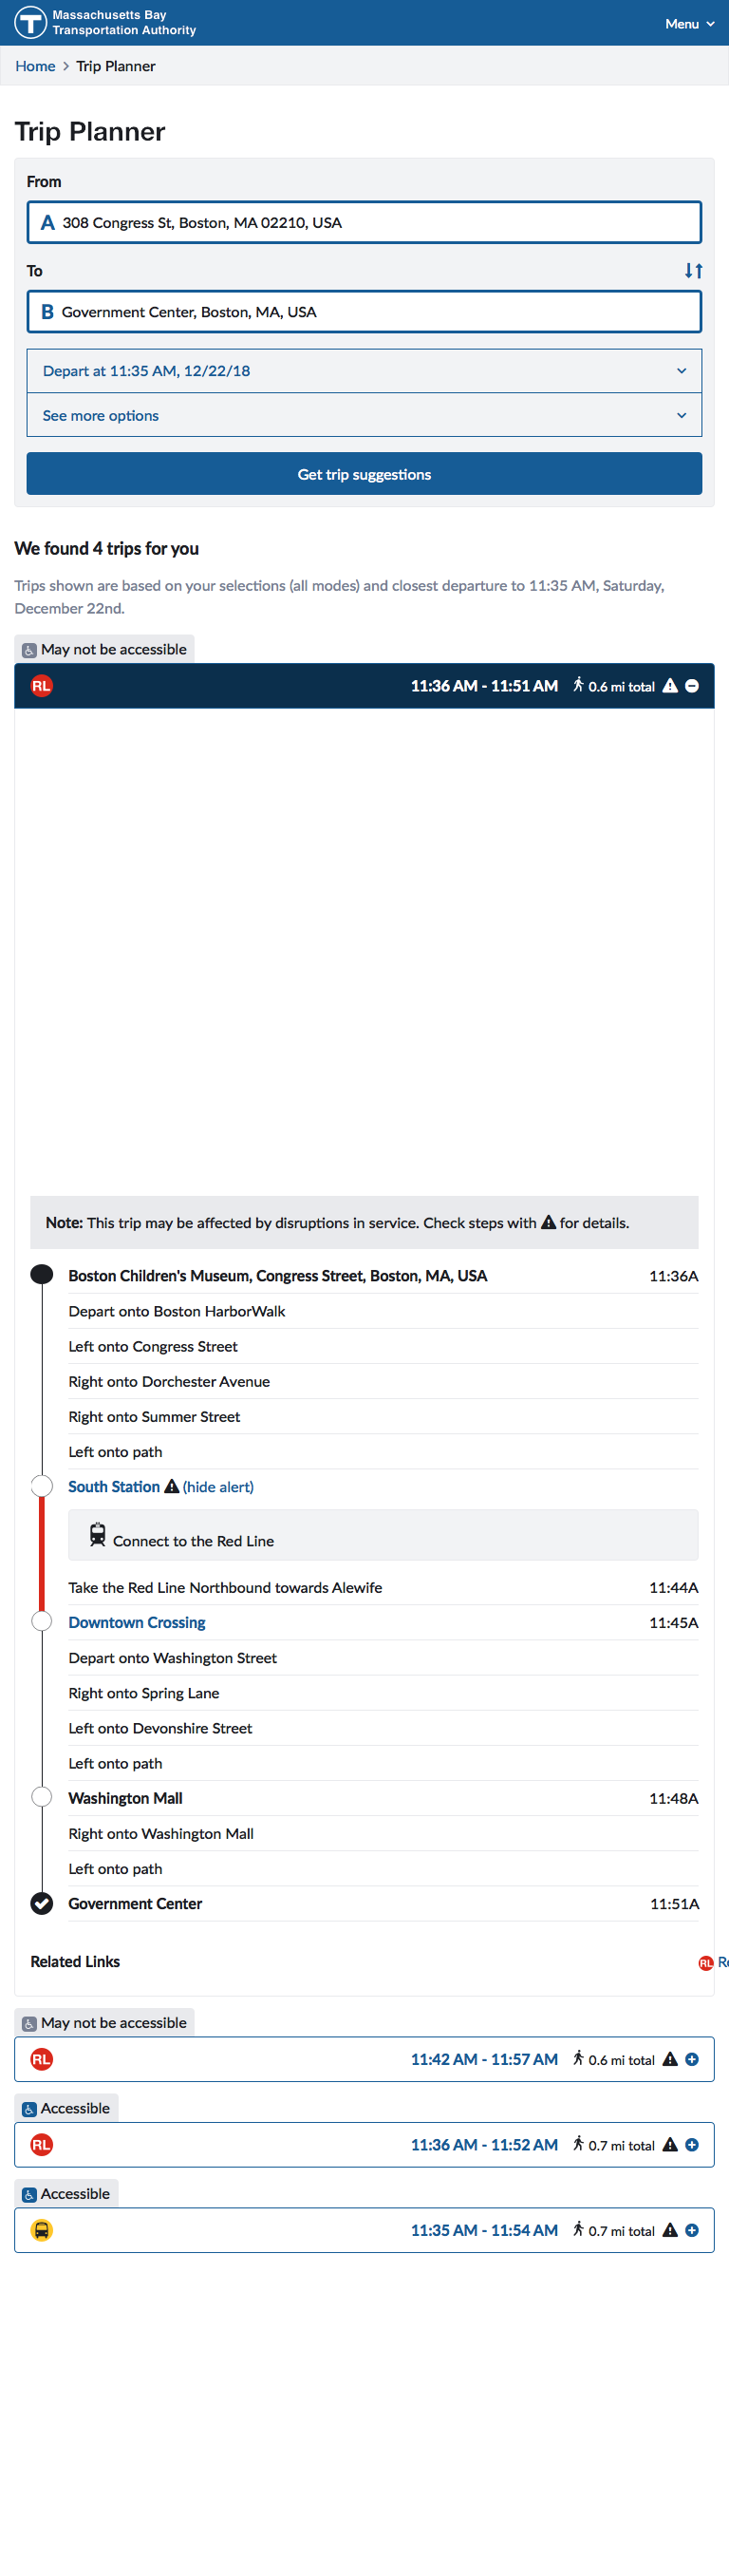 Massachusetts Bay
Transportation Authority
Menu
Home > Trip Planner
Trip Planner
From
A 308 Congress St, Boston, MA 02210, USA
To
B Government Center, Boston, MA, USA
Depart at 11:35 AM, 12/22/18
See more options
Get trip suggestions
We found 4 trips for you
Trips shown are based on your selections (all modes) and closest departure to 11:35 AM, Saturday,
December 22nd.
May not be accessible
RL 11:36 AM - 11:51 AM 0.6 mi total
Note: This trip may be affected by disruptions in service. Check steps with for details.
Boston Children's Museum, Congress Street, Boston, MA, USA 11:36A
Depart onto Boston HarborWalk
Left onto Congress Street
Right onto Dorchester Avenue
Right onto Summer Street
Left onto path
South Station (hide alert)
Connect to the Red Line
Take the Red Line Northbound towards Alewife 11:44A
Downtown Crossing 11:45A
Depart onto Washington Street
Right onto Spring Lane
Left onto Devonshire Street
Left onto path
Washington Mall 11:48A
Right onto Washington Mall
Left onto path
Government Center 11:51A
Related Links RL
May not be accessible
RL 11:42 AM - 11:57 AM 0.6 mi total
Accessible
RL 11:36 AM - 11:52 AM 0.7 mi total
Accessible
11:35 AM - 11:54 AM 0.7 mi total